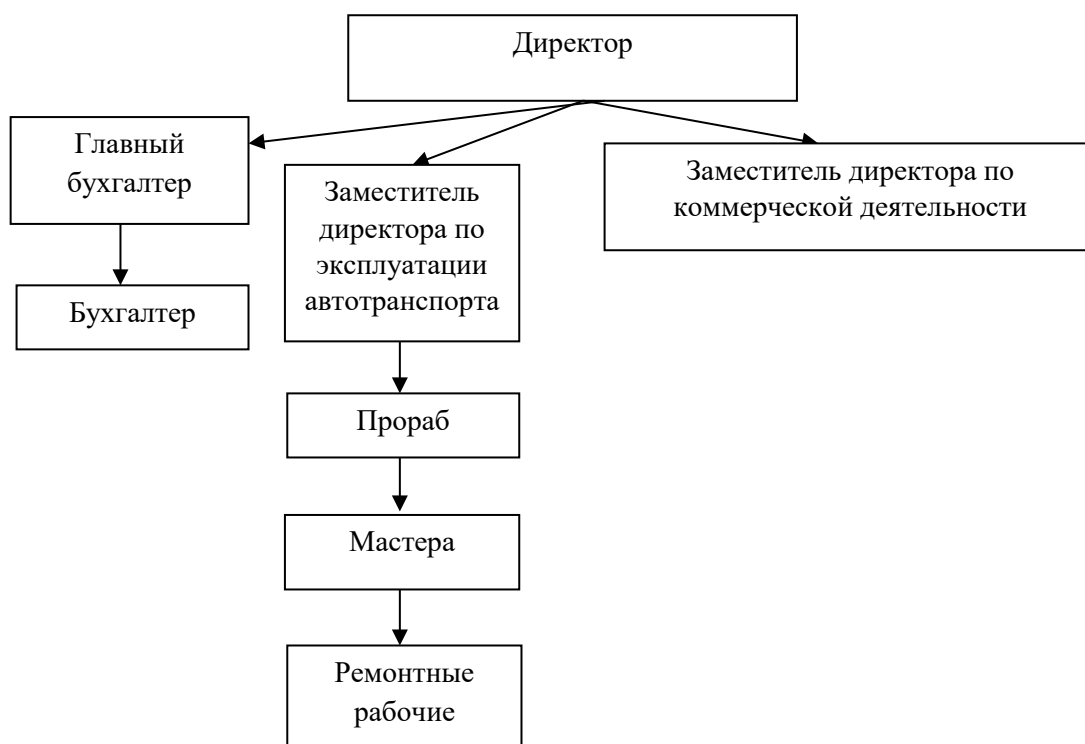 Директор
Главный
бухгалтер
Заместитель
директора по
эксплуатации
автотранспорта
Заместитель директора по
коммерческой деятельности
Бухгалтер
Прораб
Мастера
Ремонтные
рабочие